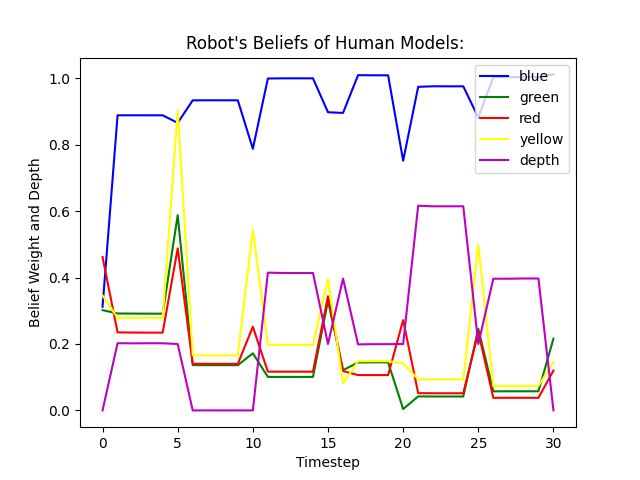 Robot's Beliefs of Human Models:
blue
green
red
yellow
depth
Belief Weight and Depth
1.0
0.8
0.6
0.4
0.2
0.0
0 5 10 15 20 25 30
Timestep